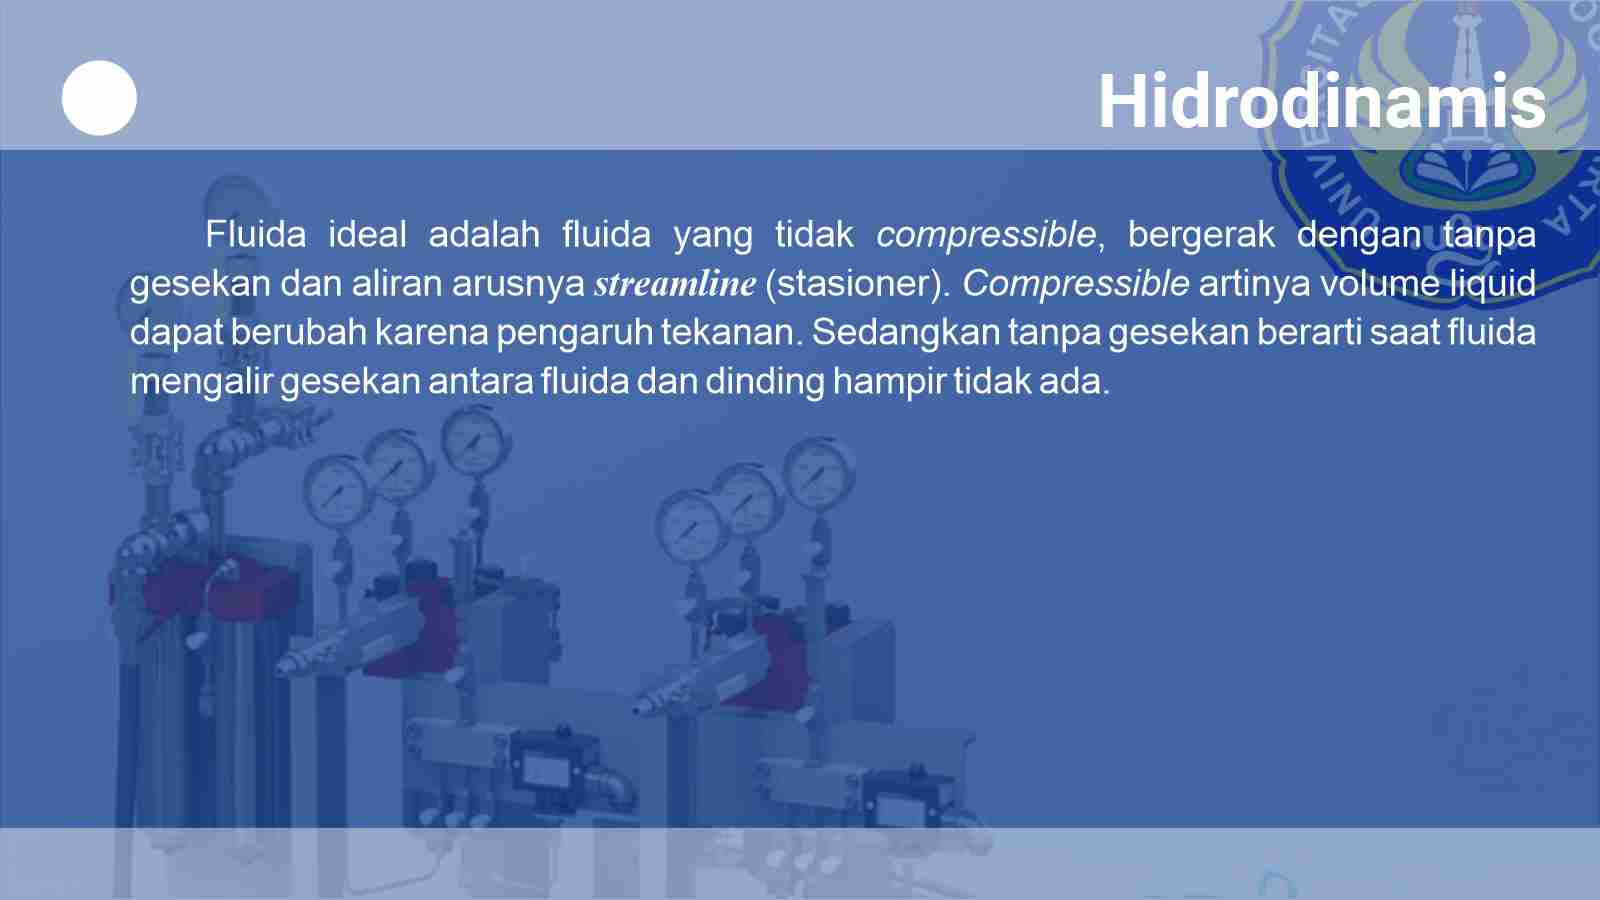 Hidrodinamis
Fluida ideal adalah fluida yang tidak compressible, bergerak dengan tanpa
gesekan dan aliran arusnya streamline (stasioner). Compressible artinya volume liquid
dapat berubah karena pengaruh tekanan. Sedangkan tanpa gesekan berarti saat fluida
mengalir gesekan antara fluida dan dinding hampir tidak ada.